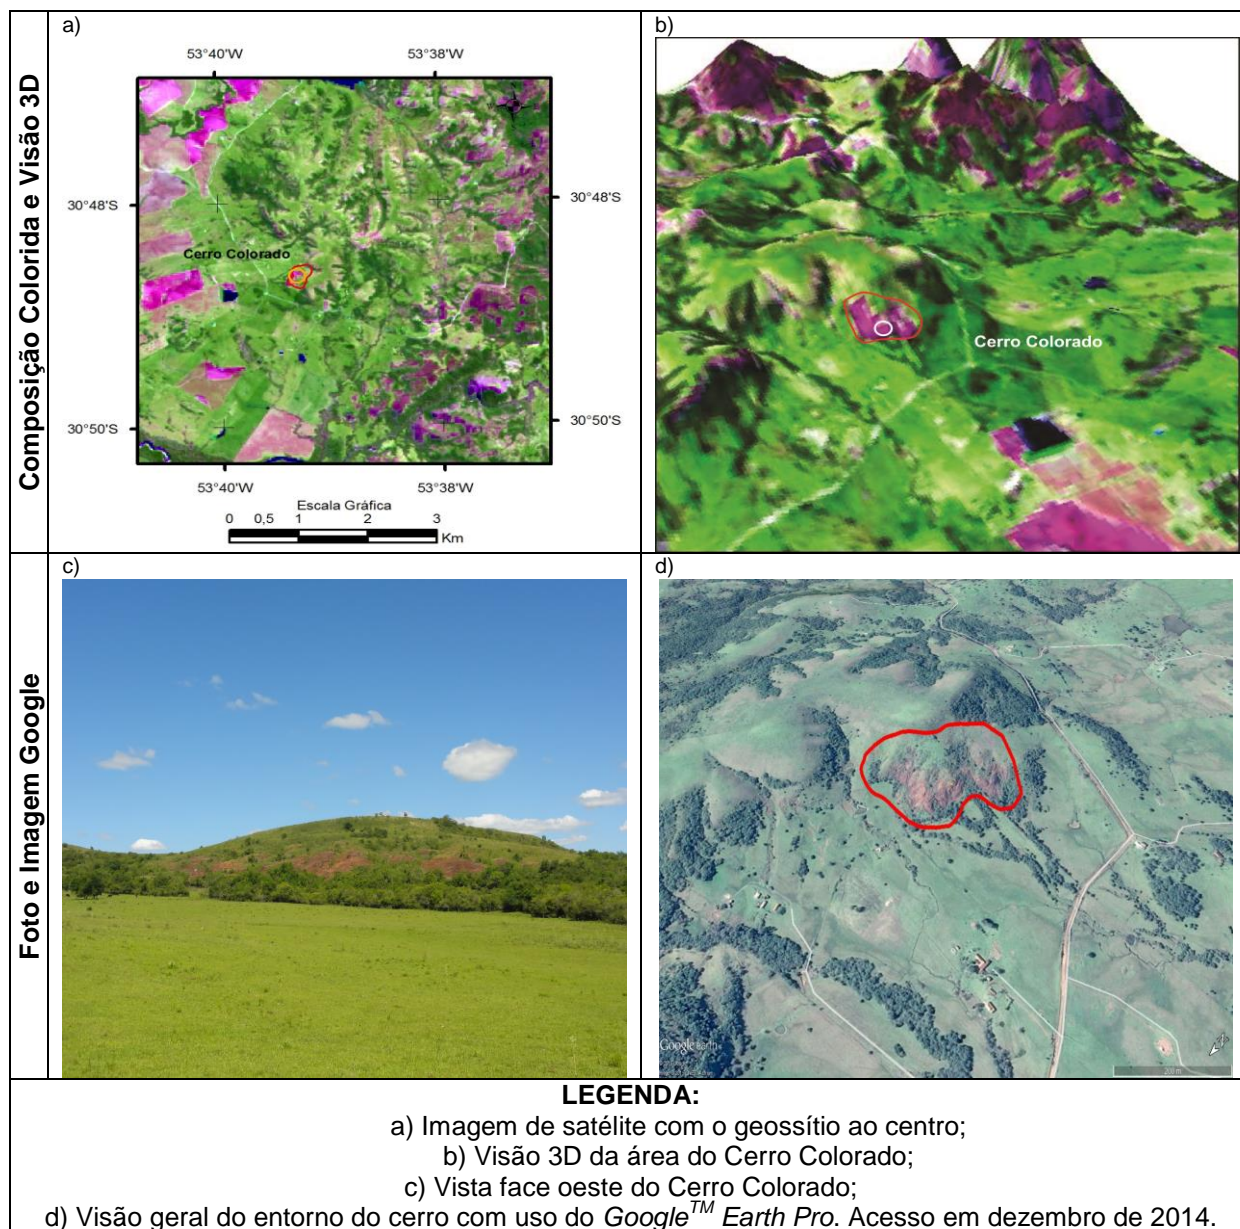 Composição Colorida e Visão 3D
a)
53°40'W
53°38'W
30°48'S
30°48'S
Cerro Colorado
30°50'S
30°50'S
53°40'W
53°38'W
Escala Gráfica
0 0,5 1 2 3
Km
b)
Cerro Colorado
Foto e Imagem Google
c)
d)
Google earth
200 m
LEGENDA:
a) Imagem de satélite com o geossítio ao centro;
b) Visão 3D da área do Cerro Colorado;
c) Vista face oeste do Cerro Colorado;
d) Visão geral do entorno do cerro com uso do Google™ Earth Pro. Acesso em dezembro de 2014.